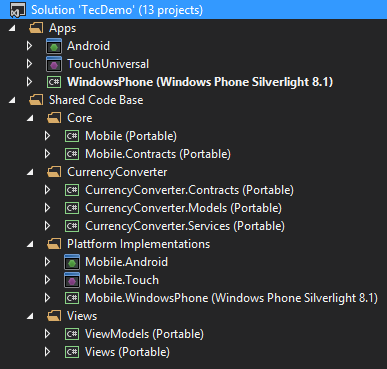 Solution 'TecDemo' (13 projects)
Apps
Android
TouchUniversal
C# WindowsPhone (Windows Phone Silverlight 8.1)
Shared Code Base
Core
C# Mobile (Portable)
C# Mobile.Contracts (Portable)
CurrencyConverter
C# CurrencyConverter.Contracts (Portable)
C# CurrencyConverter.Models (Portable)
C# CurrencyConverter.Services (Portable)
Plattform Implementations
Mobile.Android
Mobile.Touch
C# Mobile.WindowsPhone (Windows Phone Silverlight 8.1)
Views
C# ViewModels (Portable)
C# Views (Portable)